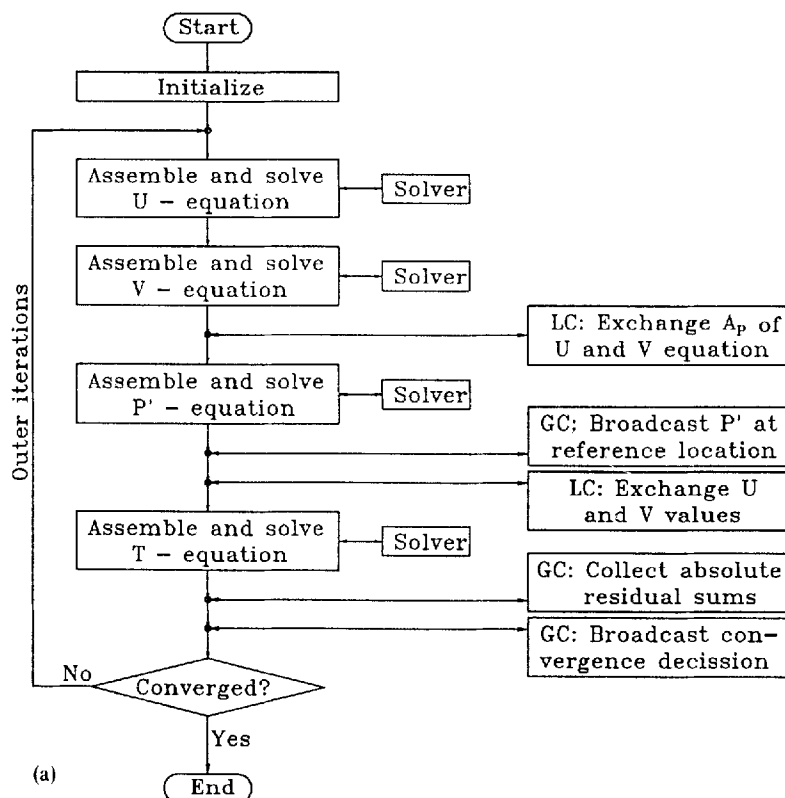 Start
Initialize
Assemble and solve
U – equation
Solver
Assemble and solve
V – equation
Solver
LC: Exchange Ap of
U and V equation
Assemble and solve
P' – equation
Solver
GC: Broadcast P' at
reference location
LC: Exchange U
and V values
Assemble and solve
T – equation
Solver
GC: Collect absolute
residual sums
GC: Broadcast con-
vergence decission
Outer iterations
No
Converged?
Yes
(a)
End